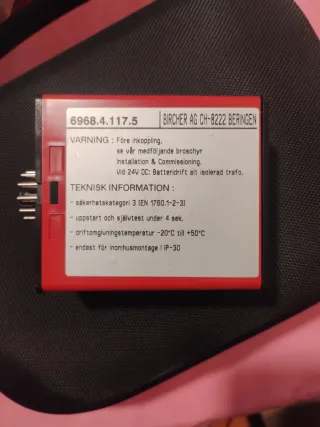 6968.4.117.5
BIRCHER AG CH-8222 BERINGEN
VARNING : Före inkoppling,
se vår medföljande broschyr
Installation & Commissioning.
Vid 24V DC: Batteridrift alt isolerad trafo.
TEKNISK INFORMATION :
- säkerhetskategori 3 (EN 1760.1-2-3)
- uppstart och självtest under 4 sek.
- driftomgivningstemperatur -20°C till +50°C
- endast för inomhusmontage / IP-30